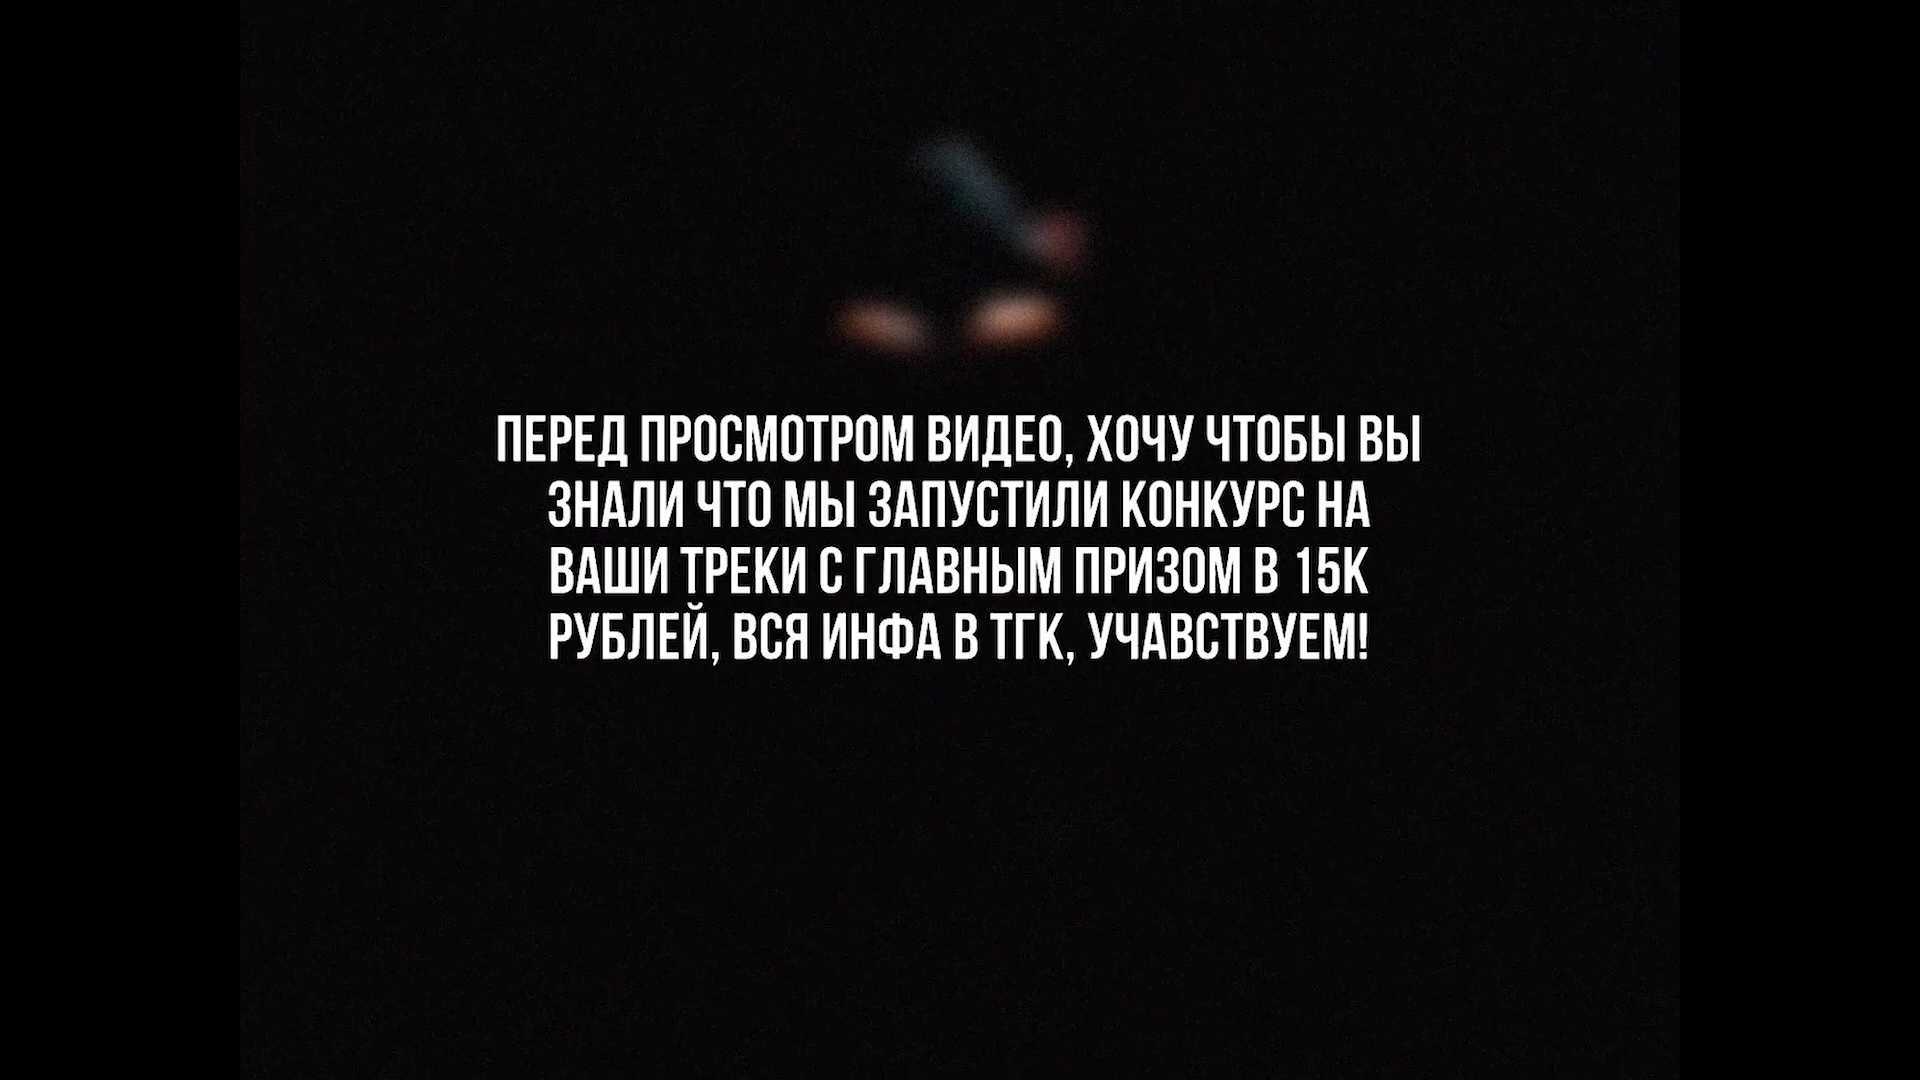 ПЕРЕД ПРОСМОТРОМ ВИДЕО, ХОЧУ ЧТОБЫ ВЫ
ЗНАЛИ ЧТО МЫ ЗАПУСТИЛИ КОНКУРС НА
ВАШИ ТРЕКИ С ГЛАВНЫМ ПРИЗОМ В 15К
РУБЛЕЙ, ВСЯ ИНФА В ТГК, УЧАВСТВУЕМ!